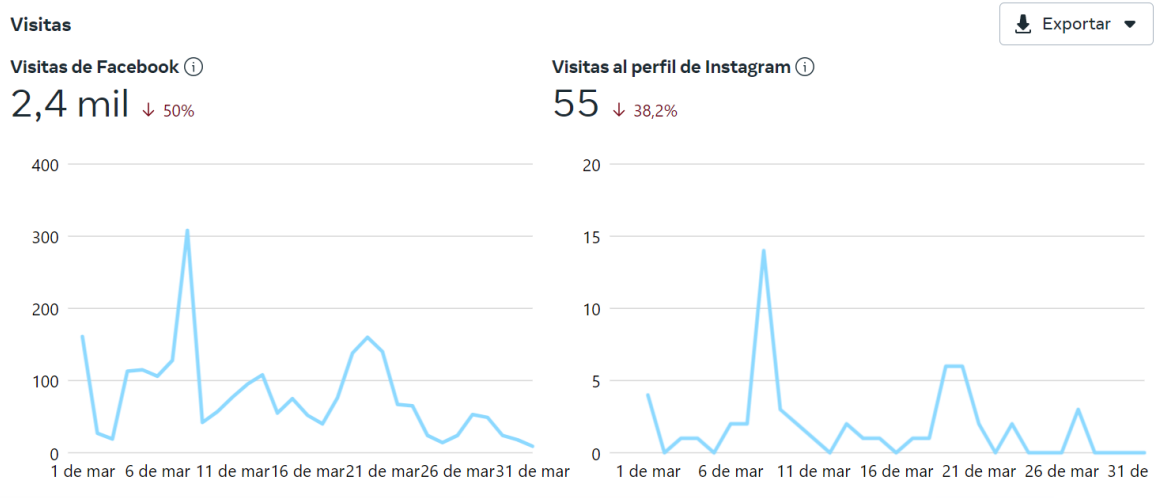 Visitas
Exportar
Visitas de Facebook
2,4 mil 50%
400
300
200
100
0
1 de mar 6 de mar 11 de mar 16 de mar 21 de mar 26 de mar 31 de mar
Visitas al perfil de Instagram
55 38,2%
20
15
10
5
0
1 de mar 6 de mar 11 de mar 16 de mar 21 de mar 26 de mar 31 de